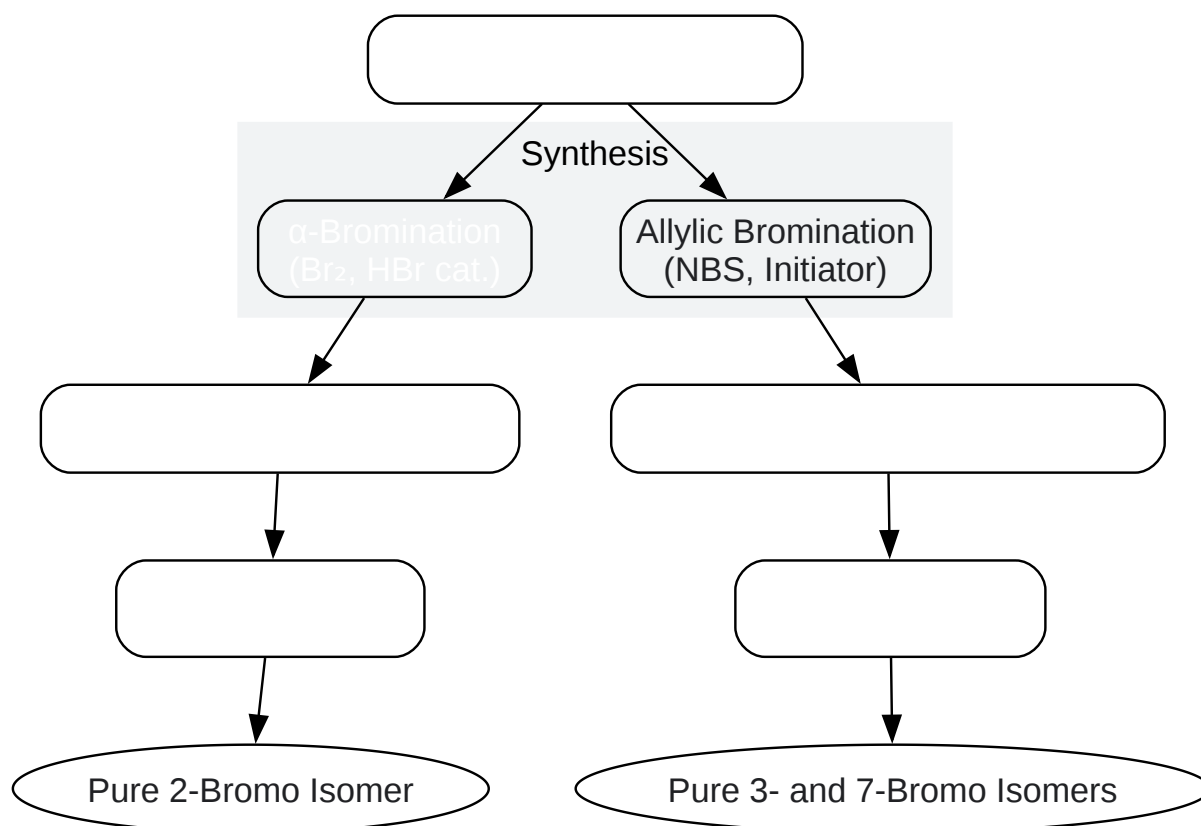 Synthesis
α-Bromination
(Br₂, HBr cat.)
Allylic Bromination
(NBS, Initiator)
Pure 2-Bromo Isomer
Pure 3- and 7-Bromo Isomers